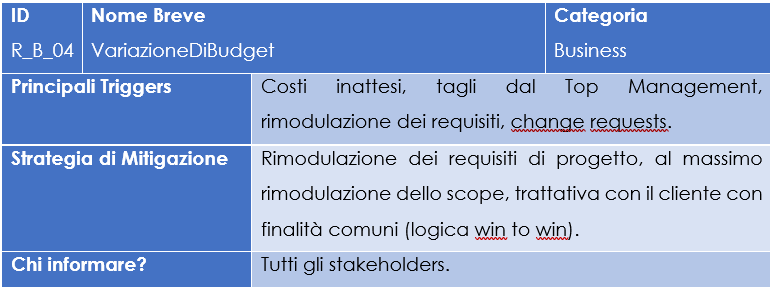 ID Nome Breve Categoria
R_B_04 VariazioneDiBudget Business
Principali Triggers Costi inattesi, tagli dal Top Management,
rimodulazione dei requisiti, change requests.
Strategia di Mitigazione Rimodulazione dei requisiti di progetto, al massimo
rimodulazione dello scope, trattativa con il cliente con
finalità comuni (logica win to win).
Chi informare? Tutti gli stakeholders.